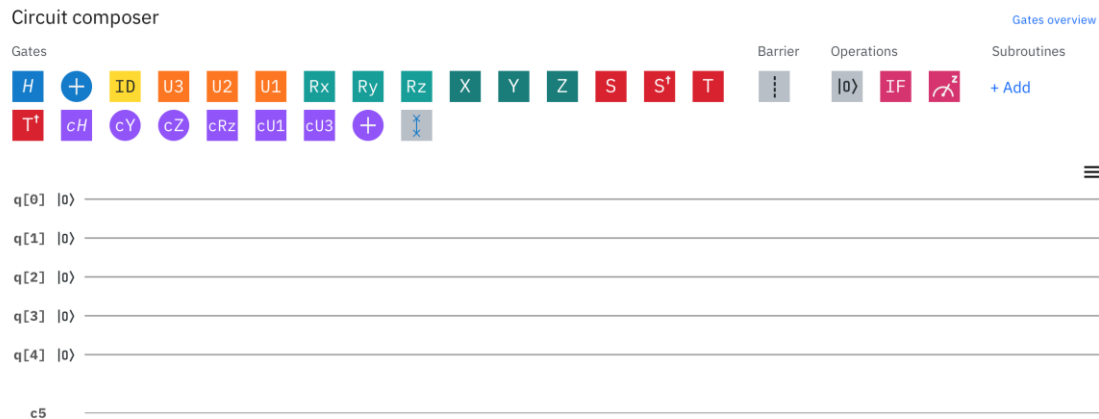 Circuit composer
Gates overview
Gates Barrier Operations Subroutines
H + ID U3 U2 U1 Rx Ry Rz X Y Z S S† T |0⟩ IF z + Add
T† cH cY cZ cRz cU1 cU3 +
q[0] |0⟩
q[1] |0⟩
q[2] |0⟩
q[3] |0⟩
q[4] |0⟩
c5